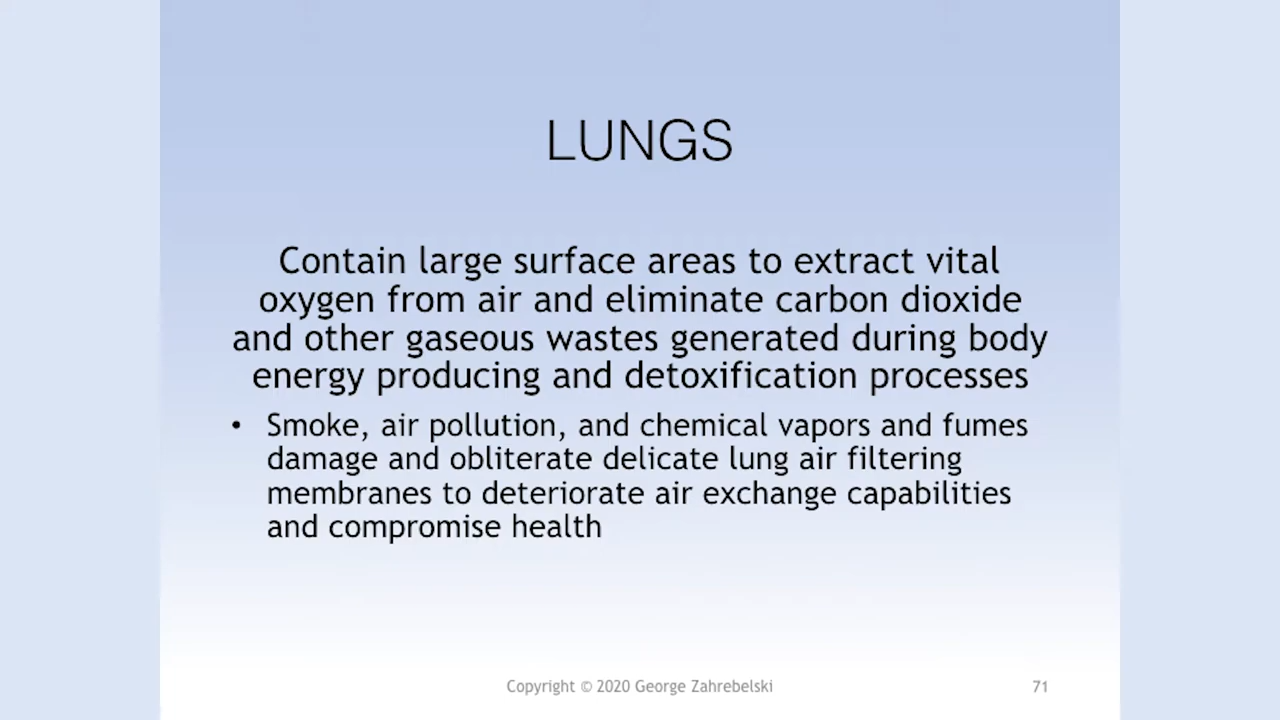 LUNGS
Contain large surface areas to extract vital
oxygen from air and eliminate carbon dioxide
and other gaseous wastes generated during body
energy producing and detoxification processes
• Smoke, air pollution, and chemical vapors and fumes
damage and obliterate delicate lung air filtering
membranes to deteriorate air exchange capabilities
and compromise health
Copyright © 2020 George Zahrebelski
71